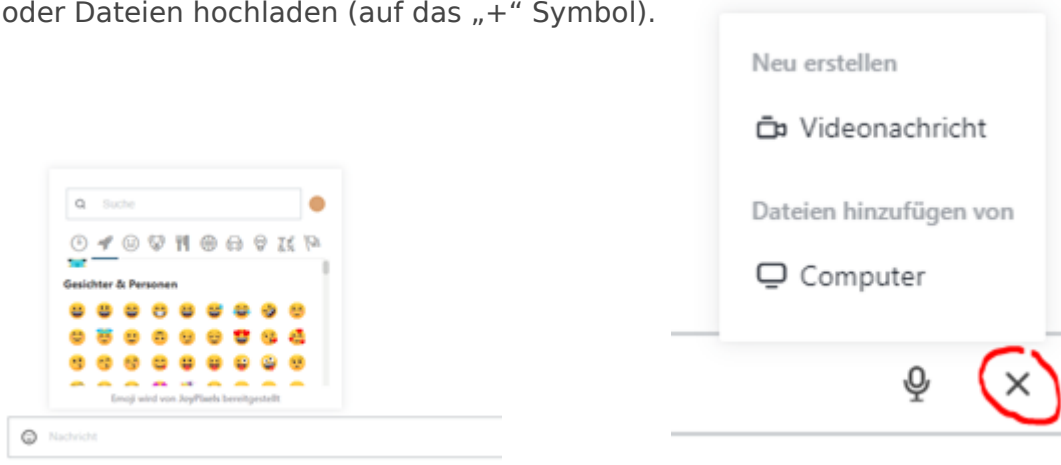 oder Dateien hochladen (auf das „+“ Symbol).
Neu erstellen
Videonachricht
Dateien hinzufügen von
Computer
Suche
Gesichter & Personen
Emoji wird von JoyPixels bereitgestellt
Nachricht